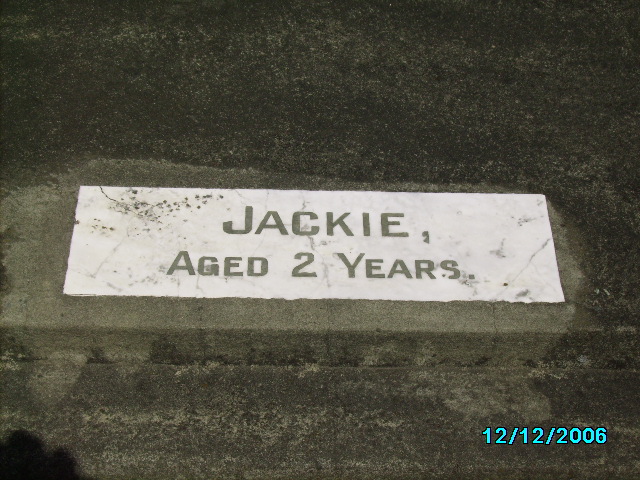 JACKIE,
AGED 2 YEARS.
12/12/2006